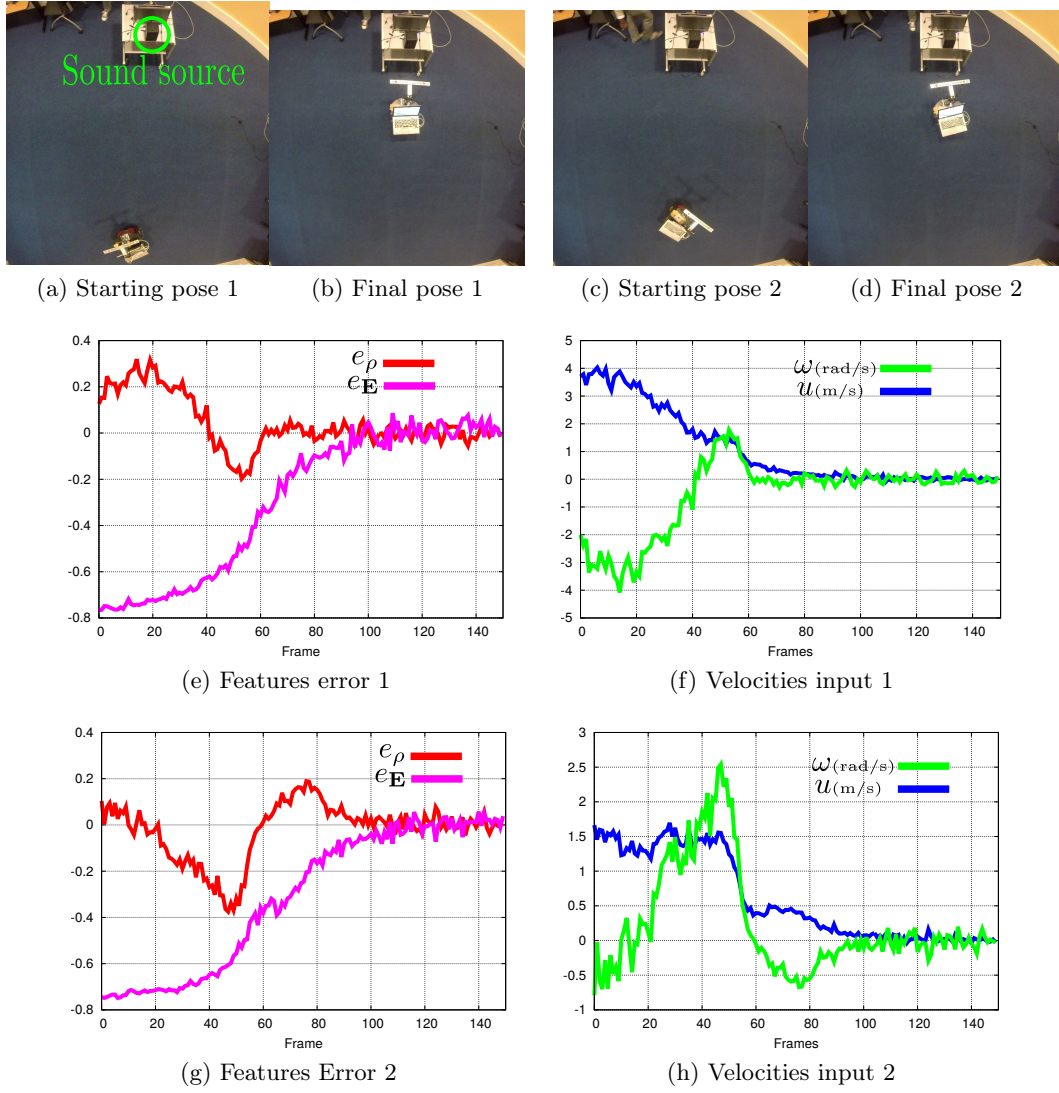 Sound source
(a) Starting pose 1
(b) Final pose 1
(c) Starting pose 2
(d) Final pose 2
0.4
0.2
0
-0.2
-0.4
-0.6
-0.8
0 20 40 60 80 100 120 140
Frame
eρ
eE
(e) Features error 1
5
4
3
2
1
0
-1
-2
-3
-4
-5
0 20 40 60 80 100 120 140
Frames
ω(rad/s)
u(m/s)
(f) Velocities input 1
0.4
0.2
0
-0.2
-0.4
-0.6
-0.8
0 20 40 60 80 100 120 140
Frame
eρ
eE
(g) Features Error 2
3
2.5
2
1.5
1
0.5
0
-0.5
-1
0 20 40 60 80 100 120 140
Frames
ω(rad/s)
u(m/s)
(h) Velocities input 2